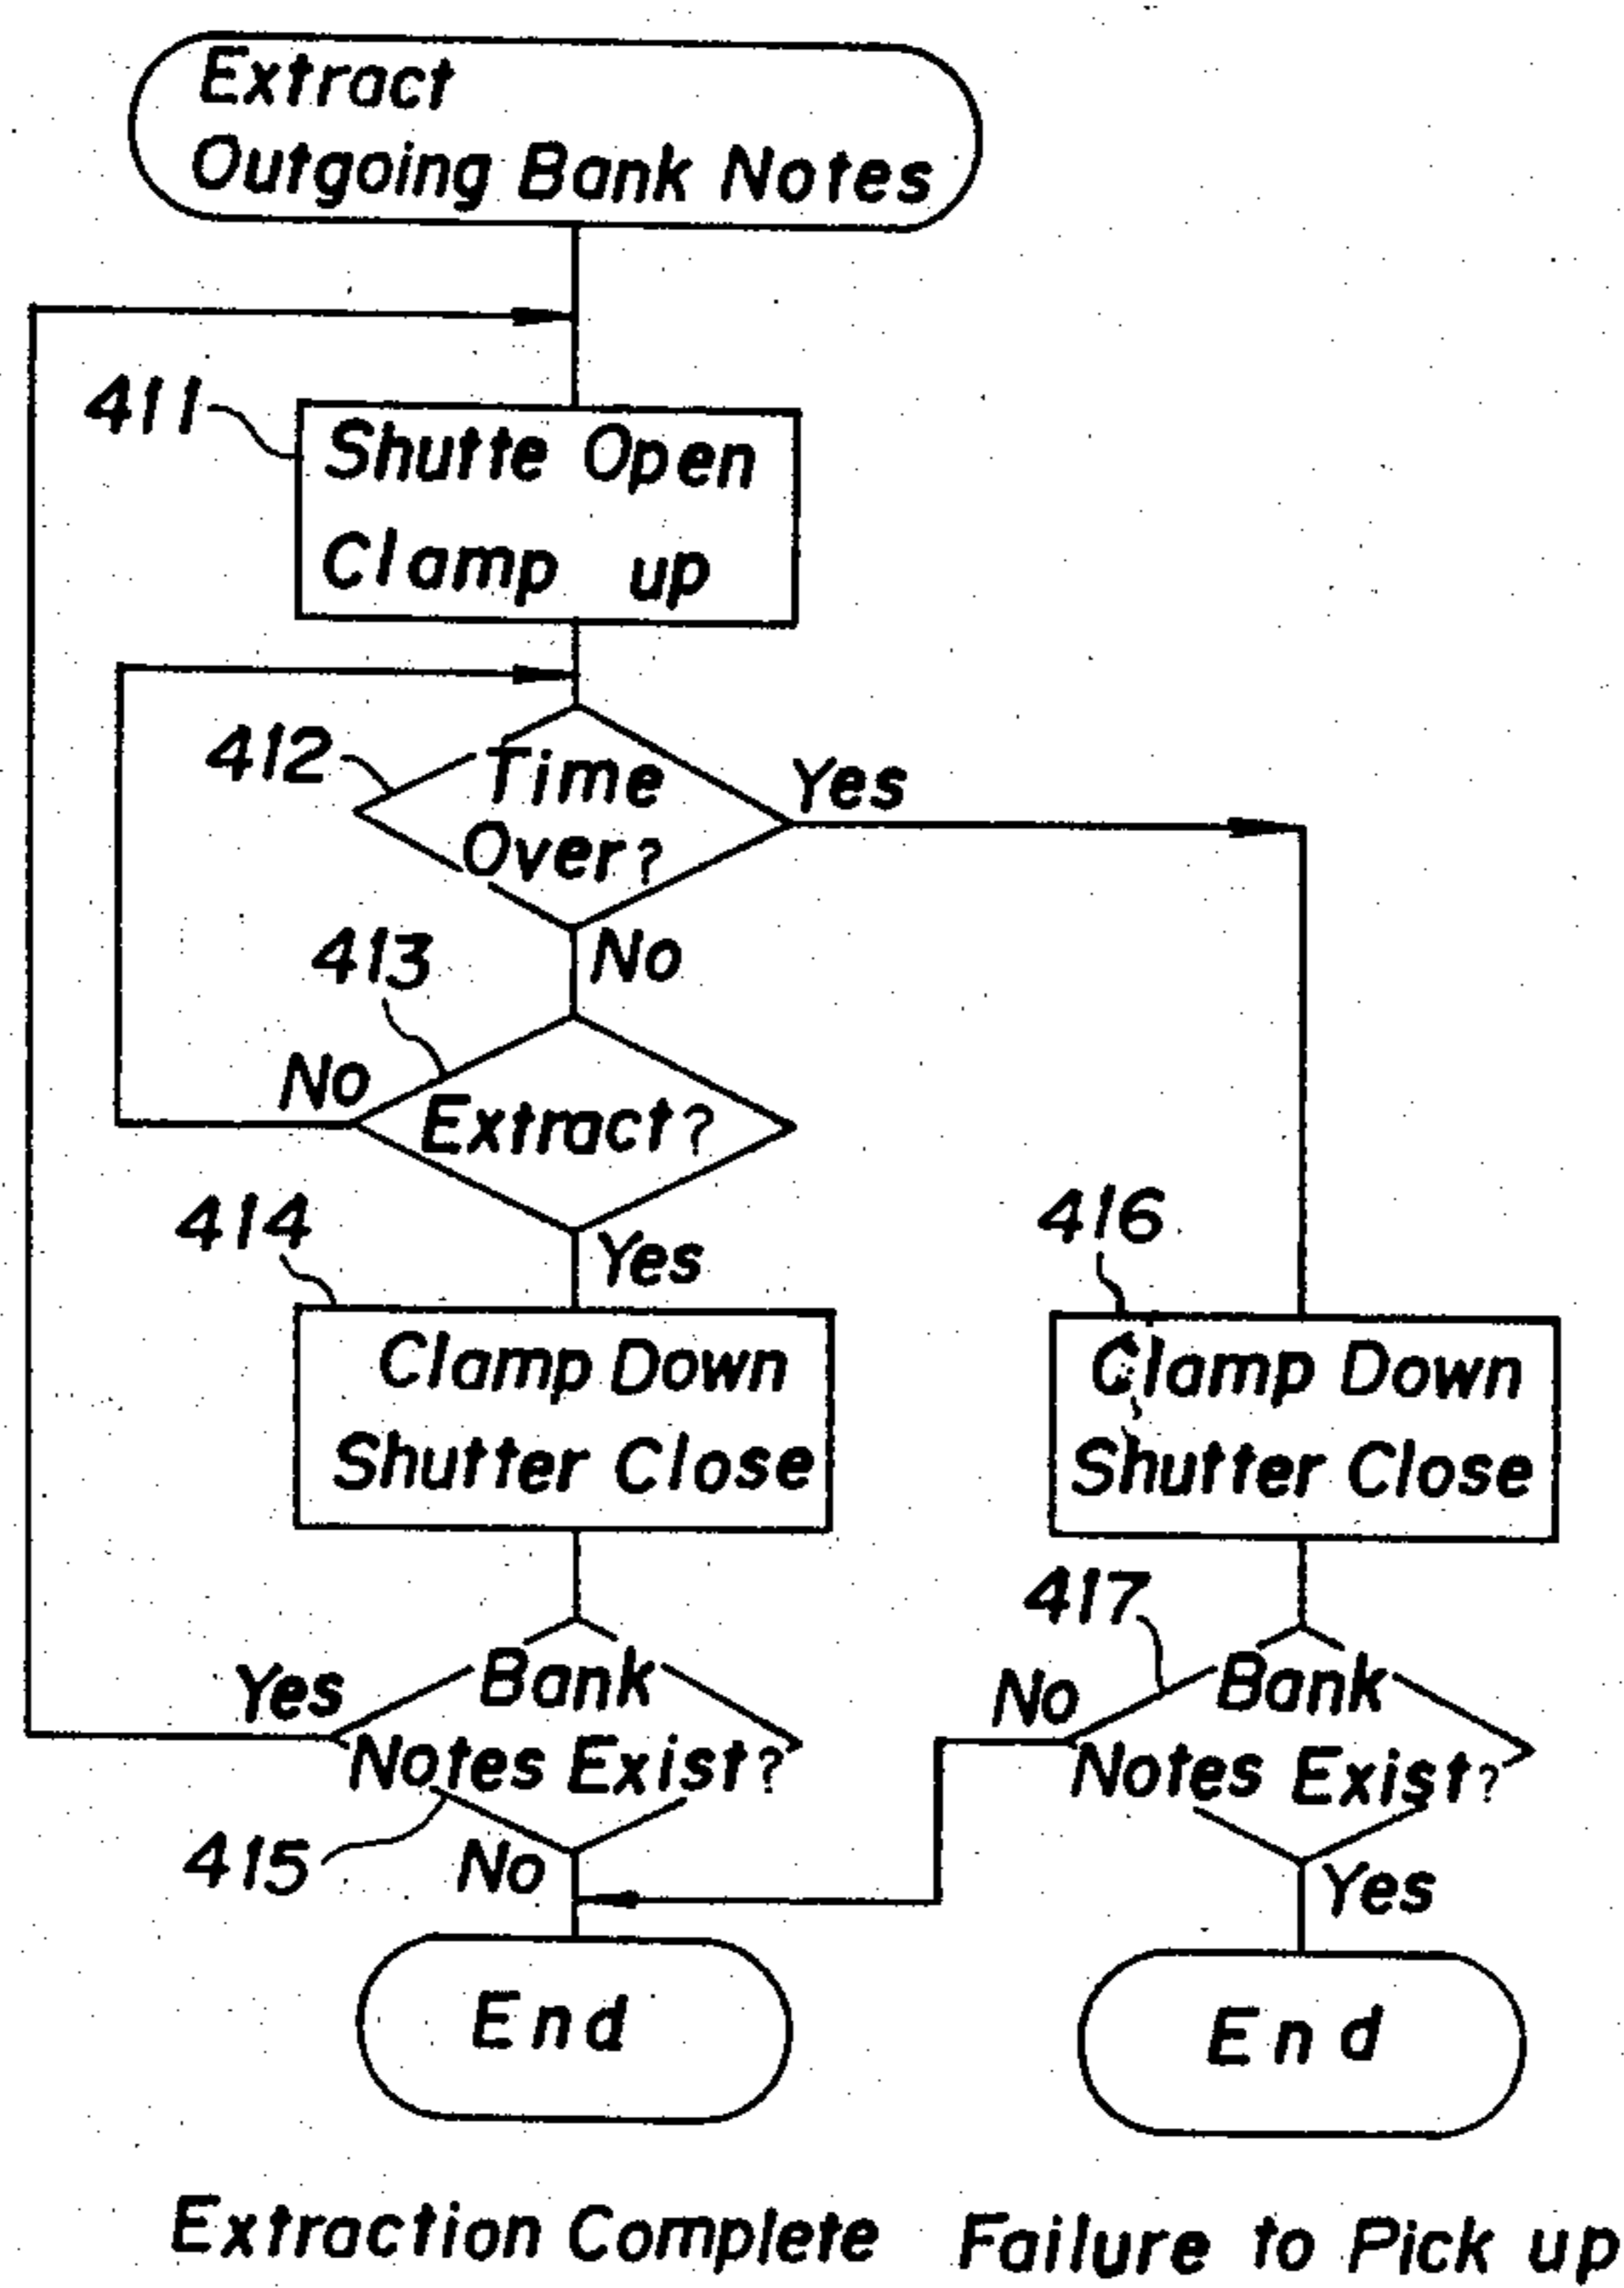 Extract
Outgoing Bank Notes
411
Shutte Open
Clamp up
412
Time
Over?
Yes
No
413
No
Extract?
Yes
414
Clamp Down
Shutter Close
416
Clamp Down
Shutter Close
Yes
Bank
Notes Exist?
415
No
417
No
Bank
Notes Exist?
Yes
End
End
Extraction Complete
Failure to Pick up